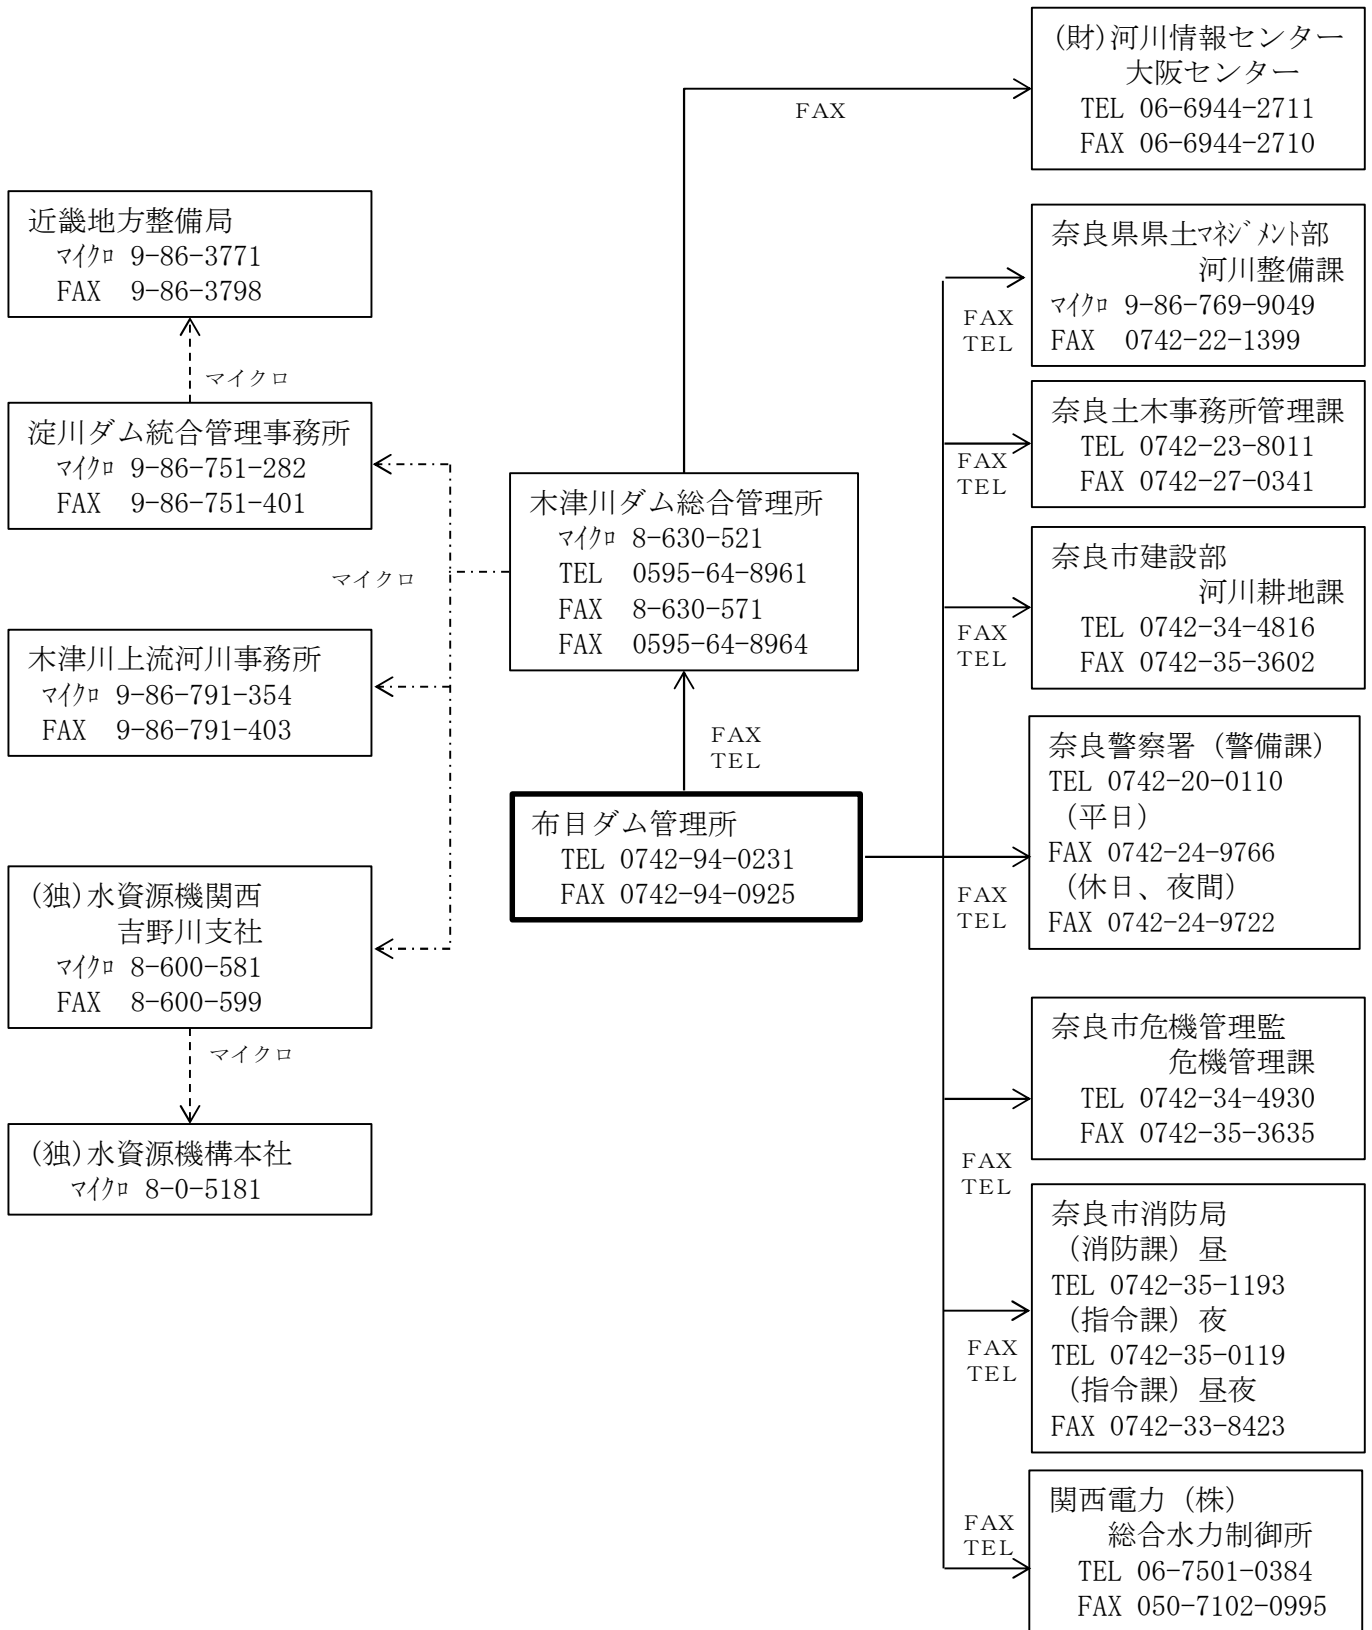 (財)河川情報センター
大阪センター
TEL 06-6944-2711
FAX 06-6944-2710
FAX
近畿地方整備局
ﾏｲｸﾛ 9-86-3771
FAX 9-86-3798
マイクロ
淀川ダム統合管理事務所
ﾏｲｸﾛ 9-86-751-282
FAX 9-86-751-401
マイクロ
木津川上流河川事務所
ﾏｲｸﾛ 9-86-791-354
FAX 9-86-791-403
(独)水資源機関西
吉野川支社
ﾏｲｸﾛ 8-600-581
FAX 8-600-599
マイクロ
(独)水資源機構本社
ﾏｲｸﾛ 8-0-5181
木津川ダム総合管理所
ﾏｲｸﾛ 8-630-521
TEL 0595-64-8961
FAX 8-630-571
FAX 0595-64-8964
FAX
TEL
布目ダム管理所
TEL 0742-94-0231
FAX 0742-94-0925
FAX
TEL
奈良県県土ﾏﾈｼﾞﾒﾝﾄ部
河川整備課
ﾏｲｸﾛ 9-86-769-9049
FAX 0742-22-1399
FAX
TEL
奈良土木事務所管理課
TEL 0742-23-8011
FAX 0742-27-0341
FAX
TEL
奈良市建設部
河川耕地課
TEL 0742-34-4816
FAX 0742-35-3602
FAX
TEL
奈良警察署（警備課）
TEL 0742-20-0110
（平日）
FAX 0742-24-9766
（休日、夜間）
FAX 0742-24-9722
FAX
TEL
奈良市危機管理監
危機管理課
TEL 0742-34-4930
FAX 0742-35-3635
FAX
TEL
奈良市消防局
（消防課）昼
TEL 0742-35-1193
（指令課）夜
TEL 0742-35-0119
（指令課）昼夜
FAX 0742-33-8423
FAX
TEL
関西電力（株）
総合水力制御所
TEL 06-7501-0384
FAX 050-7102-0995